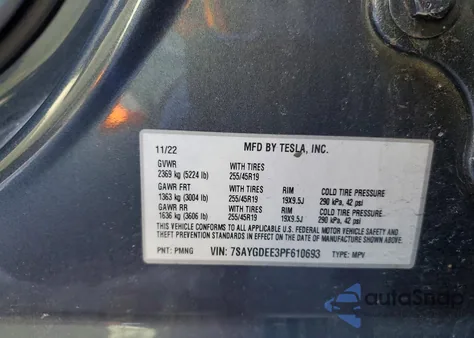 11/22 MFD BY TESLA, INC.
GVWR WITH TIRES
2369 kg (5224 lb) 255/45R19
GAWR FRT WITH TIRES RIM COLD TIRE PRESSURE
1363 kg (3004 lb) 255/45R19 19X9.5J 290 kPa, 42 psi
GAWR RR WITH TIRES RIM COLD TIRE PRESSURE
1636 kg (3606 lb) 255/45R19 19X9.5J 290 kPa, 42 psi
THIS VEHICLE CONFORMS TO ALL APPLICABLE U.S. FEDERAL MOTOR VEHICLE SAFETY AND
THEFT PREVENTION STANDARDS IN EFFECT ON THE DATE OF MANUFACTURE SHOWN ABOVE.
PNT: PMNG VIN: 7SAYGDEE3PF610693 TYPE: MPV
autoSnap